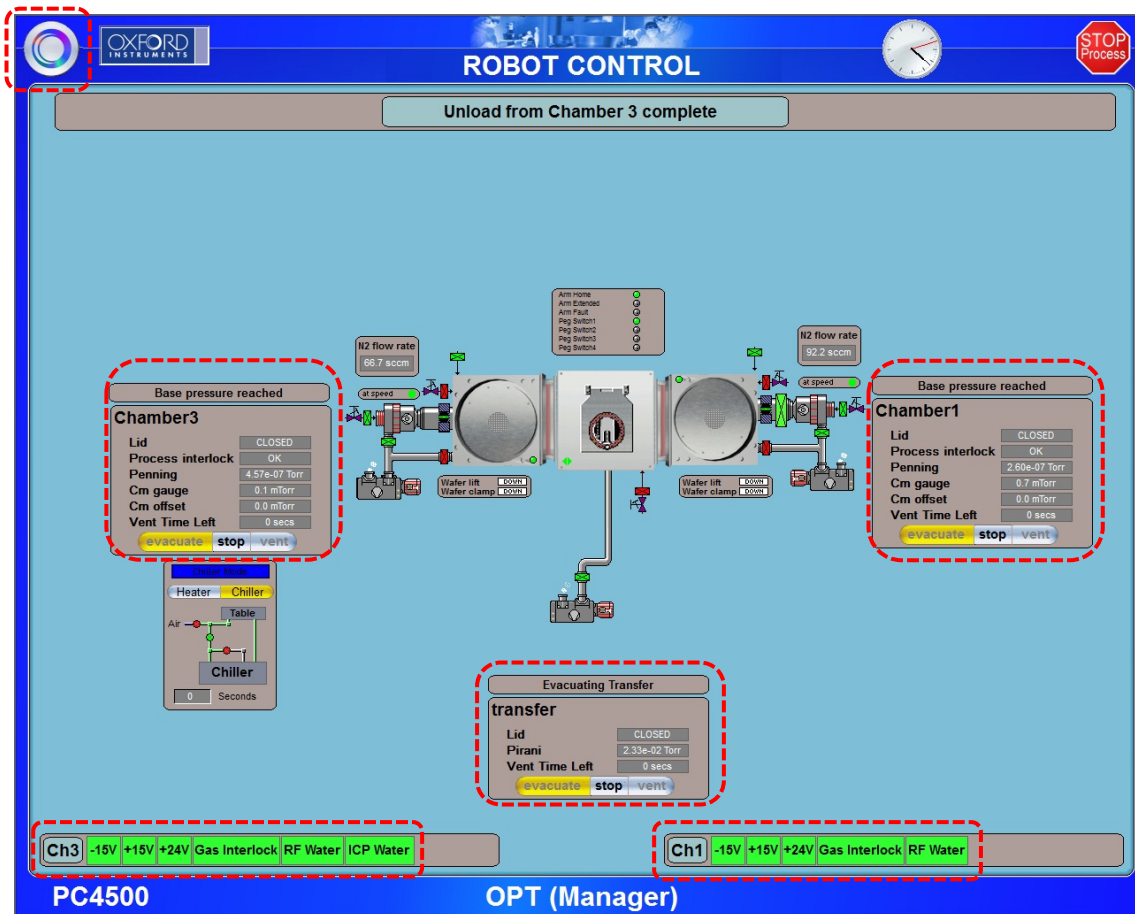 OXFORD
INSTRUMENTS
ROBOT CONTROL
STOP
Process
Unload from Chamber 3 complete
Arm Home
Arm Extended
Arm Fault
Peg Switch1
Peg Switch2
Peg Switch3
Peg Switch4
N2 flow rate
66.7 sccm
N2 flow rate
92.2 sccm
at speed
at speed
Base pressure reached
Chamber3
Lid CLOSED
Process interlock OK
Penning 4.57e-07 Torr
Cm gauge 0.1 mTorr
Cm offset 0.0 mTorr
Vent Time Left 0 secs
evacuate stop vent
Base pressure reached
Chamber1
Lid CLOSED
Process interlock OK
Penning 2.60e-07 Torr
Cm gauge 0.7 mTorr
Cm offset 0.0 mTorr
Vent Time Left 0 secs
evacuate stop vent
Wafer lift DOWN
Wafer clamp DOWN
Wafer lift DOWN
Wafer clamp DOWN
Chiller Mode
Heater Chiller
Table
Air
Chiller
0 Seconds
Evacuating Transfer
transfer
Lid CLOSED
Pirani 2.33e-02 Torr
Vent Time Left 0 secs
evacuate stop vent
Ch3 -15V +15V +24V Gas Interlock RF Water ICP Water
Ch1 -15V +15V +24V Gas Interlock RF Water
PC4500 OPT (Manager)